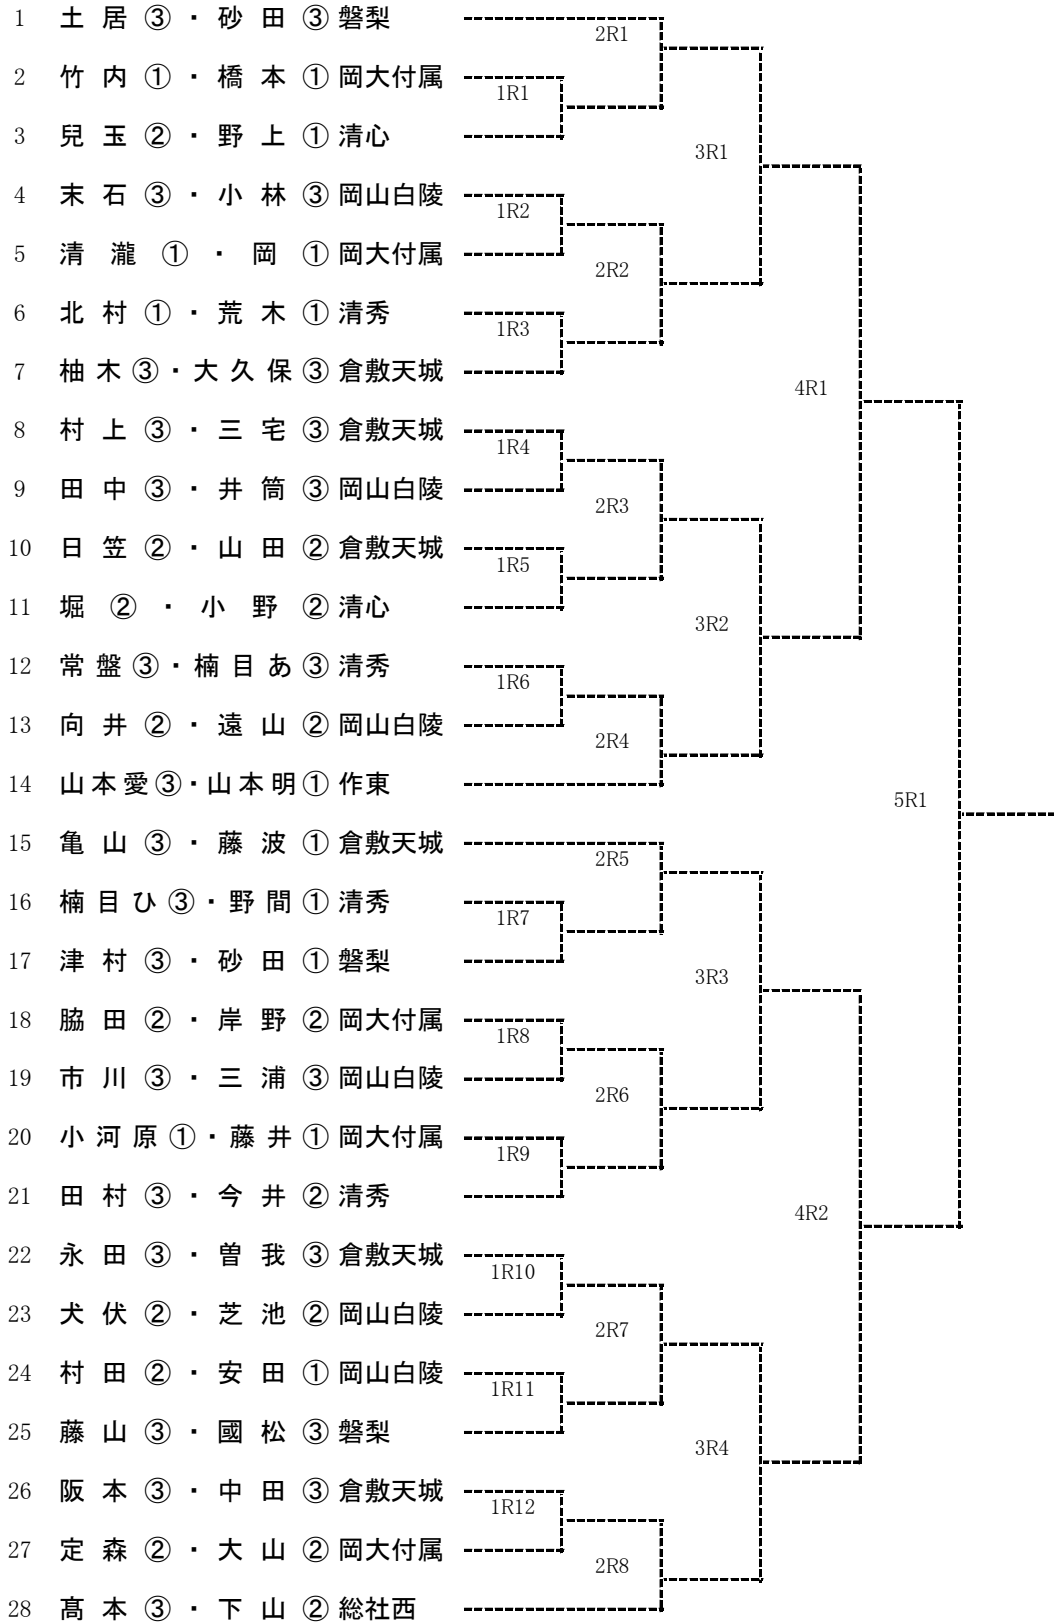 1 土居③・砂田③ 磐梨
2R1
2 竹内①・橋本① 岡大付属
1R1
3 兒玉②・野上① 清心
3R1
4 末石③・小林③ 岡山白陵
1R2
5 清瀧①・岡① 岡大付属
2R2
6 北村①・荒木① 清秀
1R3
7 柚木③・大久保③ 倉敷天城
4R1
8 村上③・三宅③ 倉敷天城
1R4
9 田中③・井筒③ 岡山白陵
2R3
10 日笠②・山田② 倉敷天城
1R5
11 堀②・小野② 清心
3R2
12 常盤③・楠目あ③ 清秀
1R6
13 向井②・遠山② 岡山白陵
2R4
14 山本愛③・山本明① 作東
5R1
15 亀山③・藤波① 倉敷天城
2R5
16 楠目ひ③・野間① 清秀
1R7
17 津村③・砂田① 磐梨
3R3
18 脇田②・岸野② 岡大付属
1R8
19 市川③・三浦③ 岡山白陵
2R6
20 小河原①・藤井① 岡大付属
1R9
21 田村③・今井② 清秀
4R2
22 永田③・曽我③ 倉敷天城
1R10
23 犬伏②・芝池② 岡山白陵
2R7
24 村田②・安田① 岡山白陵
1R11
25 藤山③・國松③ 磐梨
3R4
26 阪本③・中田③ 倉敷天城
1R12
27 定森②・大山② 岡大付属
2R8
28 髙本③・下山② 総社西